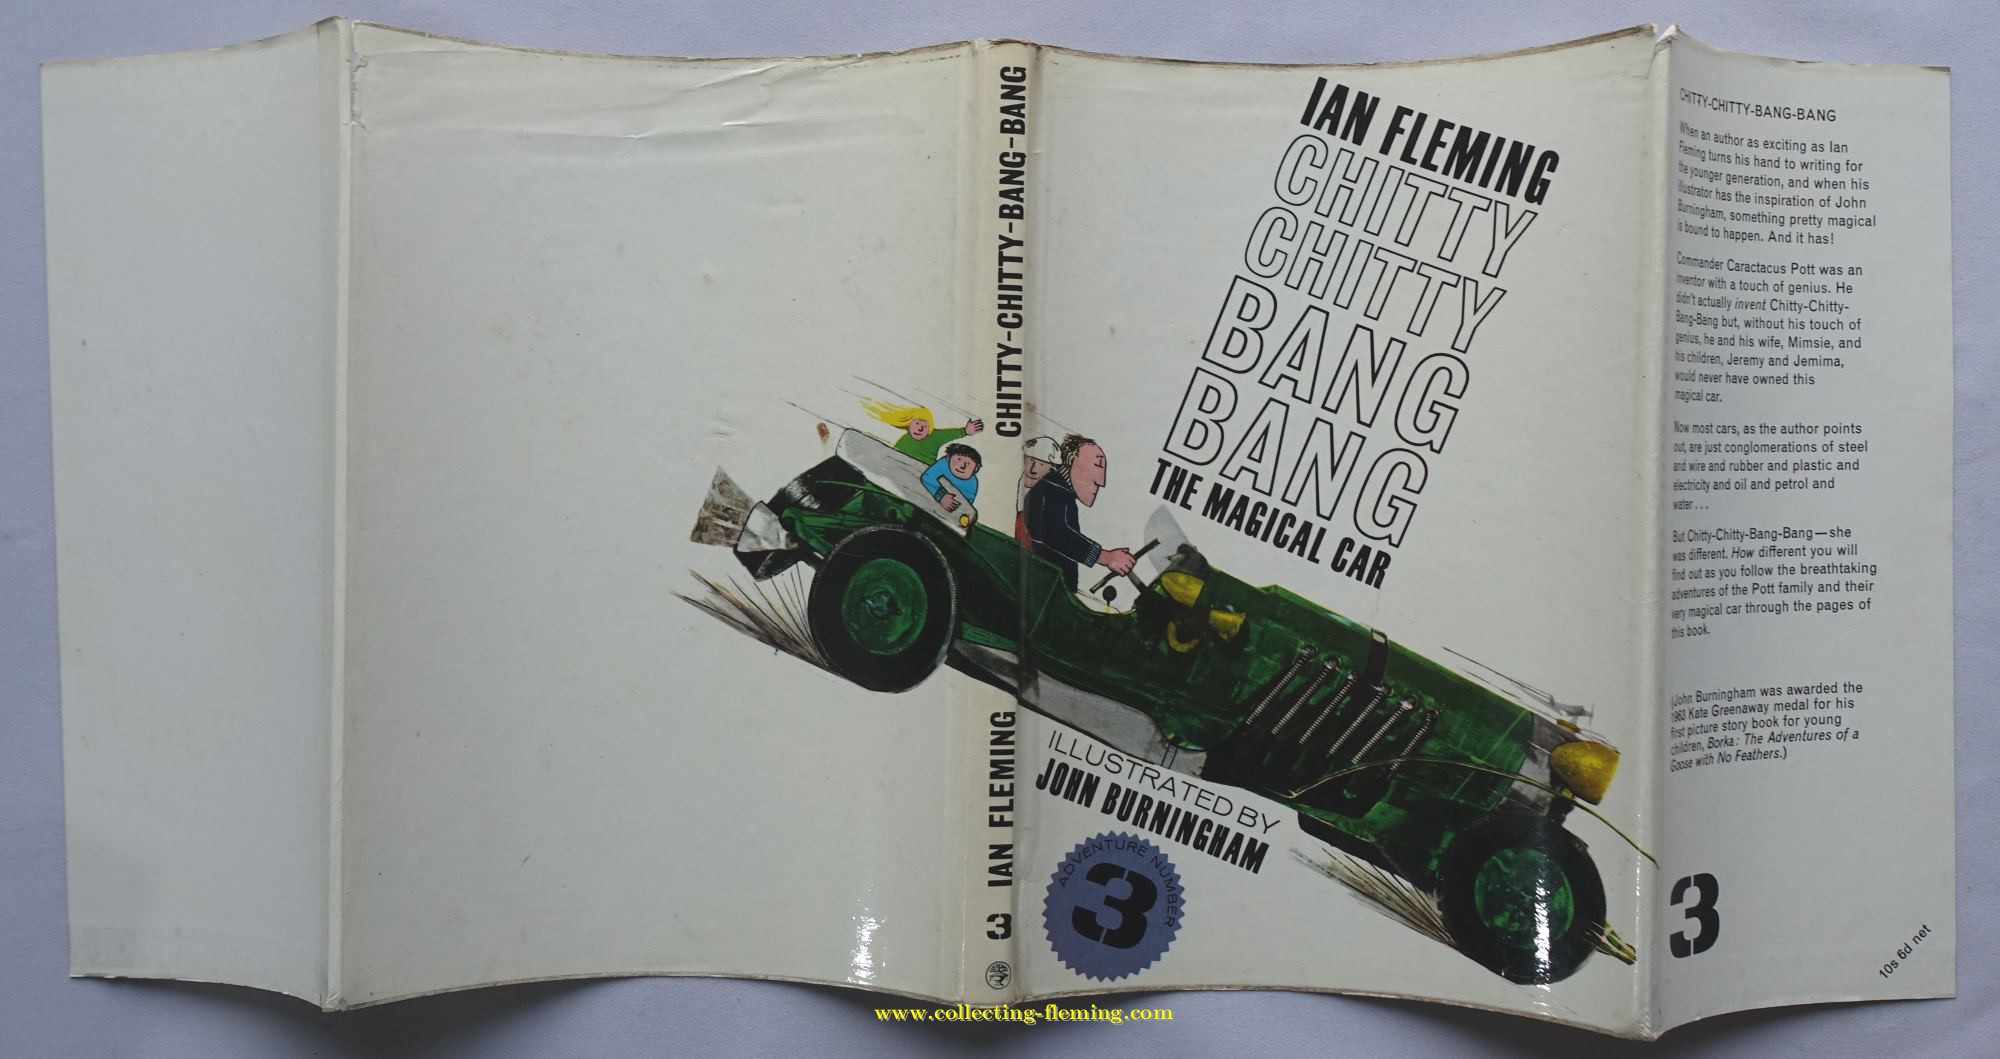 CHITTY-CHITTY-BANG-BANG
IAN FLEMING
3
IAN FLEMING
CHITTY
CHITTY
BANG
BANG
THE MAGICAL CAR
ILLUSTRATED BY
JOHN BURNINGHAM
ADVENTURE NUMBER
3
CHITTY-CHITTY-BANG-BANG
When an author as exciting as Ian
Fleming turns his hand to writing for
the younger generation, and when his
illustrator has the inspiration of John
Burningham, something pretty magical
is bound to happen. And it has!
Commander Caractacus Pott was an
inventor with a touch of genius. He
didn't actually invent Chitty-Chitty-
Bang-Bang but, without his touch of
genius, he and his wife, Mimsie, and
his children, Jeremy and Jemima,
would never have owned this
magical car.
Now most cars, as the author points
out, are just conglomerations of steel
and wire and rubber and plastic and
electricity and oil and petrol and
water...
But Chitty-Chitty-Bang-Bang—she
was different. How different you will
find out as you follow the breathtaking
adventures of the Pott family and their
very magical car through the pages of
this book.
(John Burningham was awarded the
1963 Kate Greenaway medal for his
first picture story book for young
children, Borka: The Adventures of a
Goose with No Feathers.)
3
10s 6d net
www.collecting-fleming.com